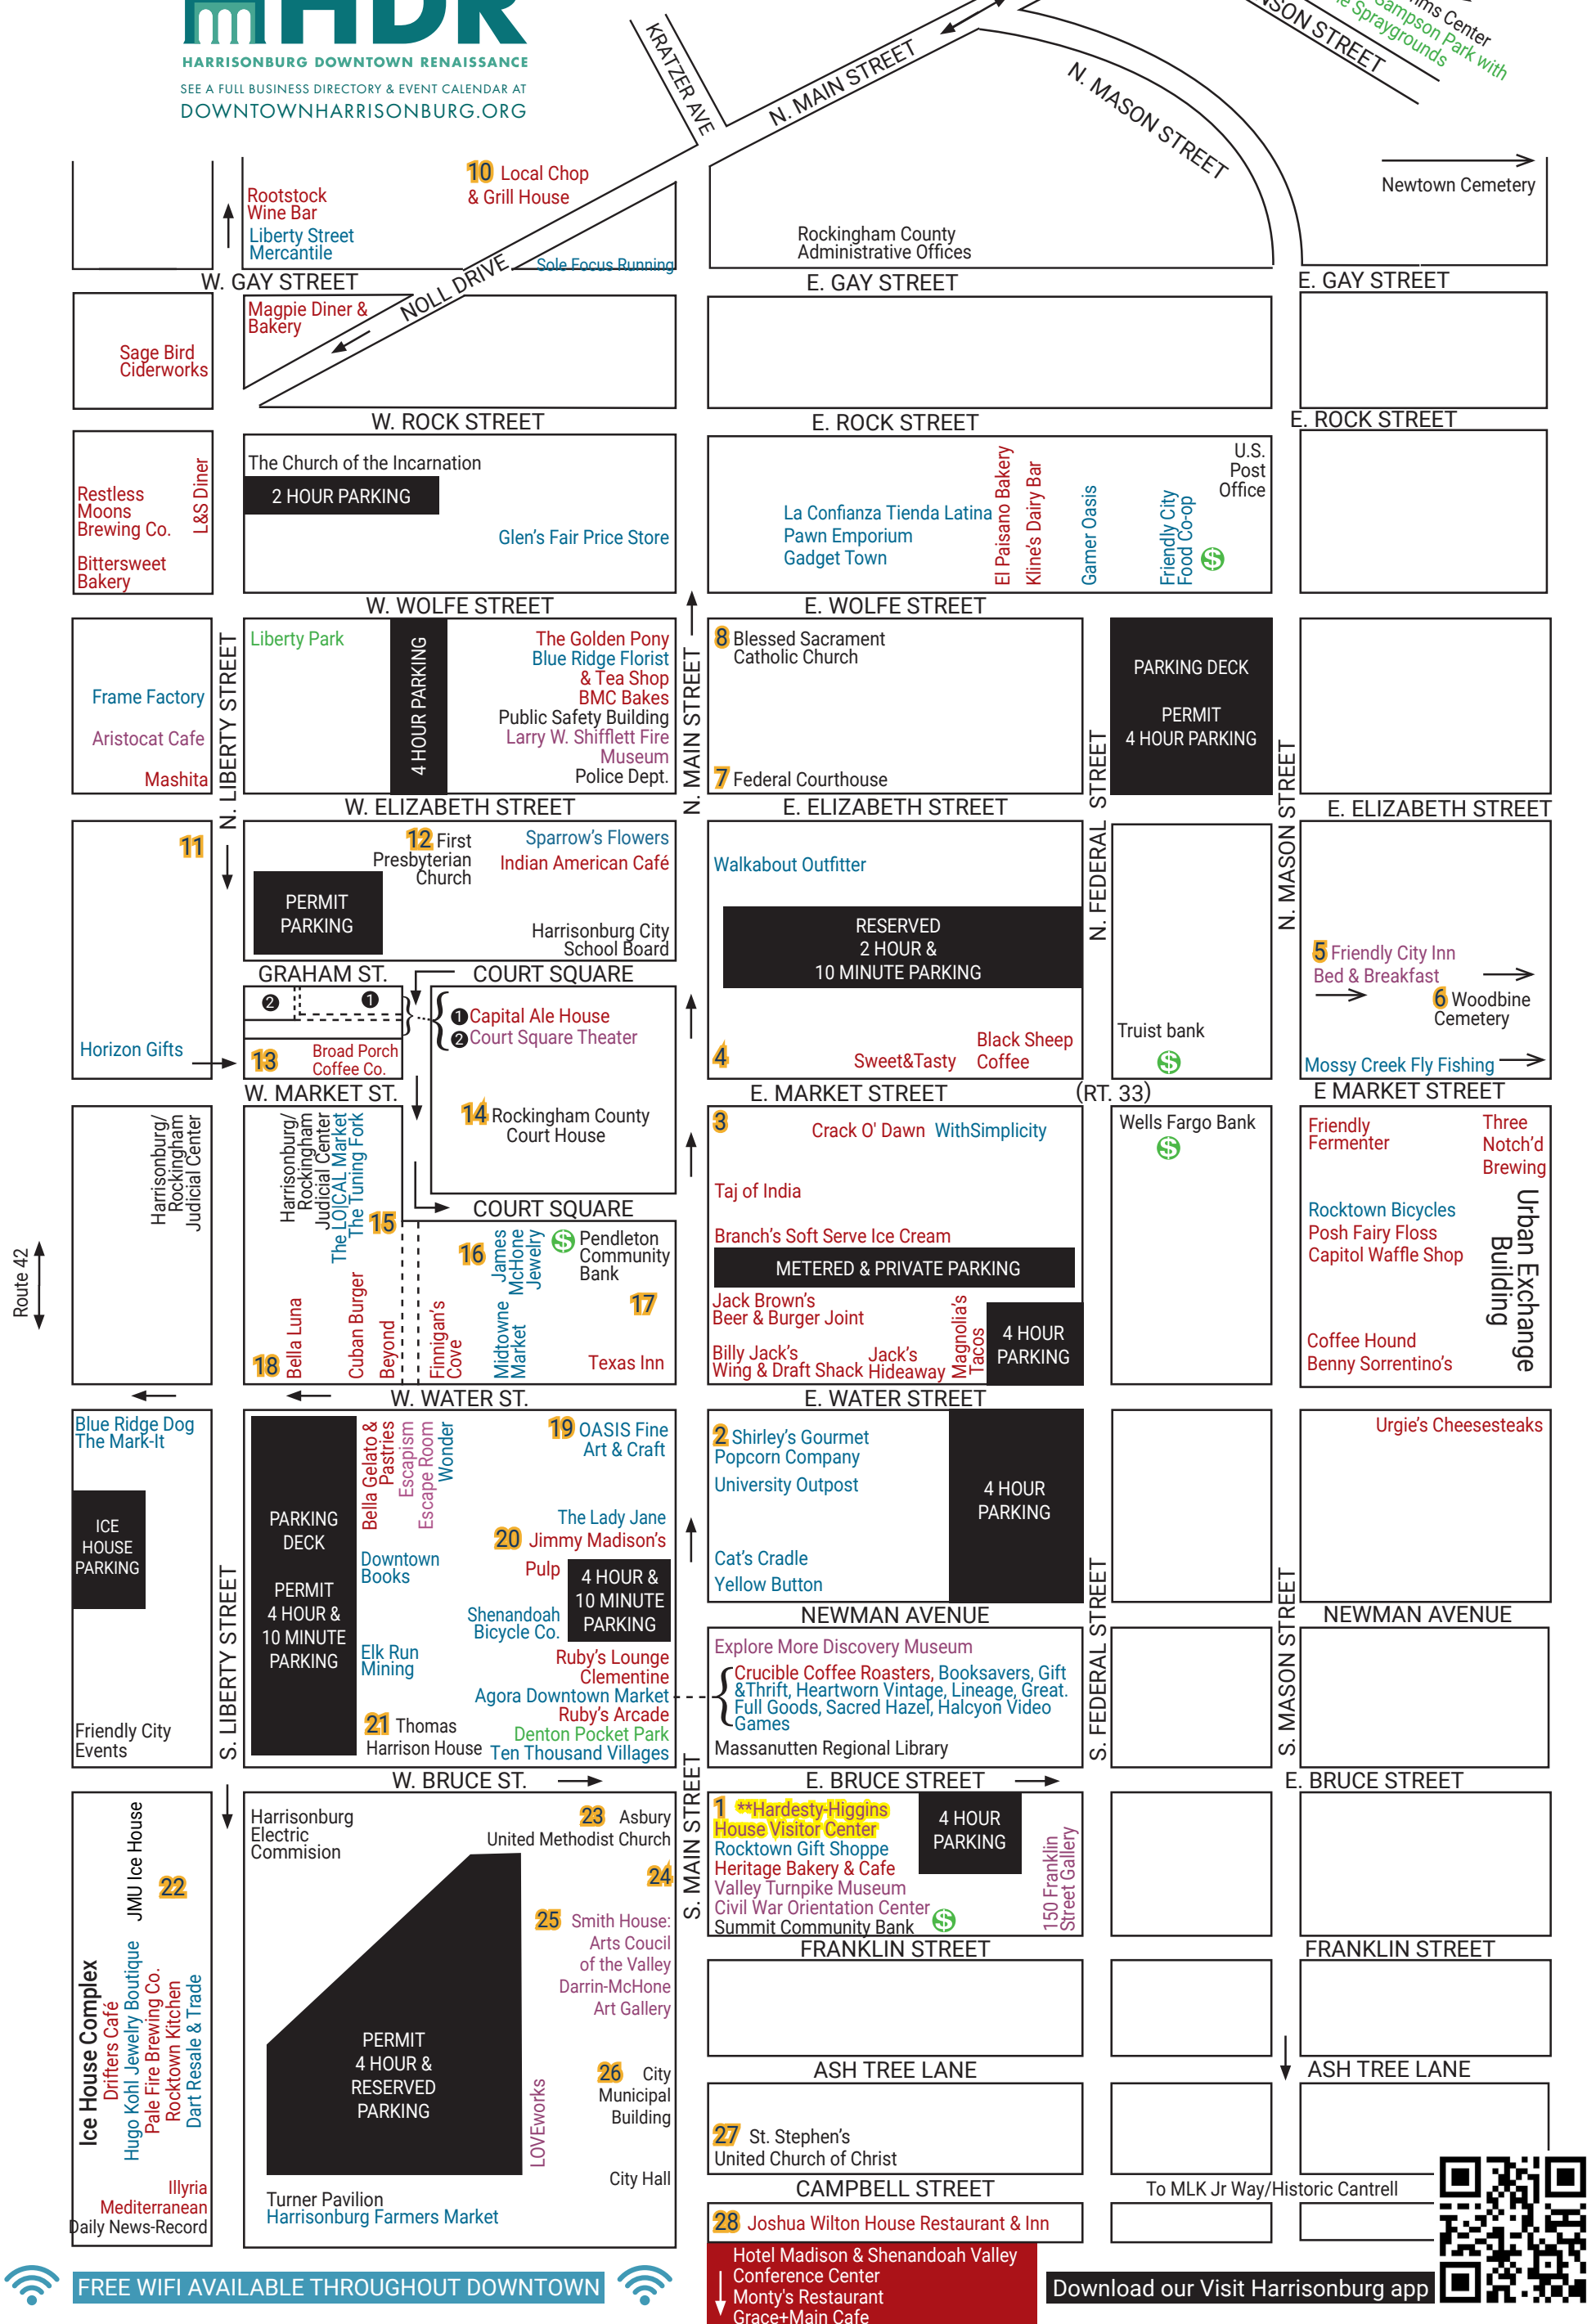 HDR
HARRISONBURG DOWNTOWN RENAISSANCE
SEE A FULL BUSINESS DIRECTORY & EVENT CALENDAR AT
DOWNTOWNHARRISONBURG.ORG
KRATZER AVE
N. MAIN STREET
N. MASON STREET
NSON STREET
ms Center
Sampson Park with
Spraygrounds
Newtown Cemetery
Rootstock
Wine Bar
Liberty Street
Mercantile
10 Local Chop
& Grill House
Sole Focus Running
Rockingham County
Administrative Offices
W. GAY STREET
NOLL DRIVE
E. GAY STREET
E. GAY STREET
Magpie Diner &
Bakery
Sage Bird
Ciderworks
W. ROCK STREET
E. ROCK STREET
E. ROCK STREET
Restless
Moons
Brewing Co.
Bittersweet
Bakery
L&S Diner
The Church of the Incarnation
2 HOUR PARKING
Glen's Fair Price Store
La Confianza Tienda Latina
Pawn Emporium
Gadget Town
El Paisano Bakery
Kline's Dairy Bar
Gamer Oasis
Friendly City
Food Co-op
$
U.S.
Post
Office
W. WOLFE STREET
E. WOLFE STREET
Frame Factory
Aristocat Cafe
Mashita
N. LIBERTY STREET
Liberty Park
4 HOUR PARKING
The Golden Pony
Blue Ridge Florist
& Tea Shop
BMC Bakes
Public Safety Building
Larry W. Shifflett Fire
Museum
Police Dept.
N. MAIN STREET
8 Blessed Sacrament
Catholic Church
7 Federal Courthouse
N. FEDERAL STREET
PARKING DECK
PERMIT
4 HOUR PARKING
N. MASON STREET
W. ELIZABETH STREET
E. ELIZABETH STREET
E. ELIZABETH STREET
11
Horizon Gifts
12 First
Presbyterian
Church
Sparrow's Flowers
Indian American Café
PERMIT
PARKING
Harrisonburg City
School Board
Walkabout Outfitter
RESERVED
2 HOUR &
10 MINUTE PARKING
4
Sweet&Tasty
Black Sheep
Coffee
Truist bank
$
5 Friendly City Inn
Bed & Breakfast
6 Woodbine
Cemetery
Mossy Creek Fly Fishing
GRAHAM ST.
COURT SQUARE
2
1
1 Capital Ale House
2 Court Square Theater
13
Broad Porch
Coffee Co.
W. MARKET ST.
E. MARKET STREET
(RT. 33)
E MARKET STREET
14 Rockingham County
Court House
Harrisonburg/
Rockingham
Judicial Center
Harrisonburg/
Rockingham
Judicial Center
The LO|CAL Market
The Tuning Fork
15
18
Bella Luna
Cuban Burger
Beyond
COURT SQUARE
16
James
McHone
Jewelry
$ Pendleton
Community
Bank
17
Finnigan's
Cove
Midtowne
Market
Texas Inn
3
Crack O' Dawn WithSimplicity
Taj of India
Branch's Soft Serve Ice Cream
METERED & PRIVATE PARKING
Jack Brown's
Beer & Burger Joint
Billy Jack's
Wing & Draft Shack
Jack's
Hideaway
Magnolia's
Tacos
4 HOUR
PARKING
Wells Fargo Bank
$
Friendly
Fermenter
Three
Notch'd
Brewing
Rocktown Bicycles
Posh Fairy Floss
Capitol Waffle Shop
Urban Exchange
Building
Coffee Hound
Benny Sorrentino's
Route 42
W. WATER ST.
E. WATER STREET
Blue Ridge Dog
The Mark-It
ICE
HOUSE
PARKING
Friendly City
Events
S. LIBERTY STREET
PARKING
DECK
PERMIT
4 HOUR &
10 MINUTE
PARKING
Bella Gelato &
Pastries
Escapism
Escape Room
Wonder
19 OASIS Fine
Art & Craft
The Lady Jane
20 Jimmy Madison's
Pulp
4 HOUR &
10 MINUTE
PARKING
Downtown
Books
Shenandoah
Bicycle Co.
Elk Run
Mining
Ruby's Lounge
Clementine
Agora Downtown Market
Ruby's Arcade
Denton Pocket Park
Ten Thousand Villages
21 Thomas
Harrison House
2 Shirley's Gourmet
Popcorn Company
University Outpost
Cat's Cradle
Yellow Button
4 HOUR
PARKING
Urgie's Cheesesteaks
NEWMAN AVENUE
NEWMAN AVENUE
Explore More Discovery Museum
Crucible Coffee Roasters, Booksavers, Gift
&Thrift, Heartworn Vintage, Lineage, Great.
Full Goods, Sacred Hazel, Halcyon Video
Games
Massanutten Regional Library
S. FEDERAL STREET
S. MASON STREET
W. BRUCE ST.
E. BRUCE STREET
E. BRUCE STREET
S. MAIN STREET
JMU Ice House
22
Ice House Complex
Drifters Café
Hugo Kohl Jewelry Boutique
Pale Fire Brewing Co.
Rocktown Kitchen
Dart Resale & Trade
Illyria
Mediterranean
Daily News-Record
Harrisonburg
Electric
Commision
23 Asbury
United Methodist Church
24
25 Smith House:
Arts Coucil
of the Valley
Darrin-McHone
Art Gallery
PERMIT
4 HOUR &
RESERVED
PARKING
LOVEworks
26 City
Municipal
Building
City Hall
Turner Pavilion
Harrisonburg Farmers Market
1 **Hardesty-Higgins
House Visitor Center
Rocktown Gift Shoppe
Heritage Bakery & Cafe
Valley Turnpike Museum
Civil War Orientation Center
Summit Community Bank $
4 HOUR
PARKING
150 Franklin
Street Gallery
FRANKLIN STREET
FRANKLIN STREET
ASH TREE LANE
ASH TREE LANE
27 St. Stephen's
United Church of Christ
CAMPBELL STREET
To MLK Jr Way/Historic Cantrell
28 Joshua Wilton House Restaurant & Inn
Hotel Madison & Shenandoah Valley
Conference Center
Monty's Restaurant
Grace+Main Cafe
FREE WIFI AVAILABLE THROUGHOUT DOWNTOWN
Download our Visit Harrisonburg app